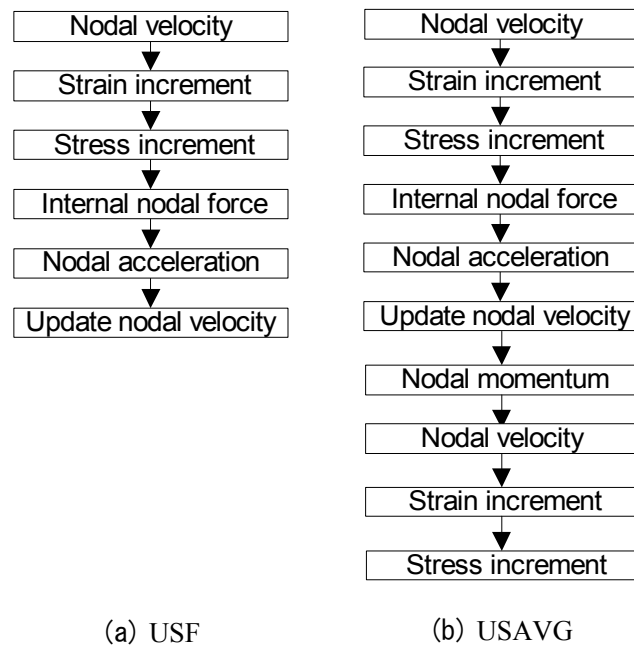 Nodal velocity
Strain increment
Stress increment
Internal nodal force
Nodal acceleration
Update nodal velocity
(a) USF
Nodal velocity
Strain increment
Stress increment
Internal nodal force
Nodal acceleration
Update nodal velocity
Nodal momentum
Nodal velocity
Strain increment
Stress increment
(b) USAVG